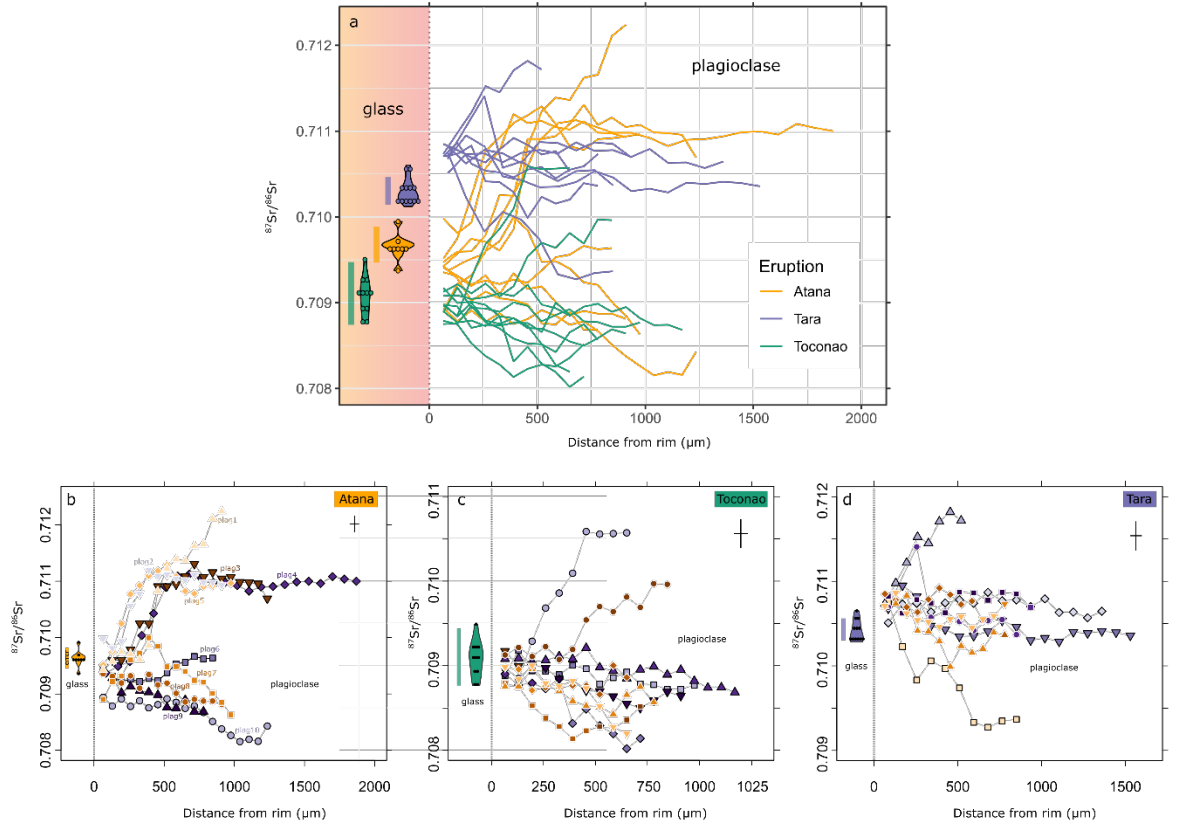 a
0.712
0.711
0.710
0.709
0.708
87Sr/86Sr
glass
plagioclase
Eruption
Atana
Tara
Toconao
0
500
1000
1500
2000
Distance from rim (µm)
b
Atana
0.712
0.711
0.710
0.709
0.708
87Sr/86Sr
plag1
plag2
plag3
plag4
plag5
plag6
plag7
plag8
plag9
plag10
glass
plagioclase
0
500
1000
1500
2000
Distance from rim (µm)
c
Toconao
0.711
0.710
0.709
0.708
87Sr/86Sr
plagioclase
glass
0
250
500
750
1000
1250
Distance from rim (µm)
d
Tara
0.712
0.711
0.710
0.709
87Sr/86Sr
glass
plagioclase
0
500
1000
1500
Distance from rim (µm)